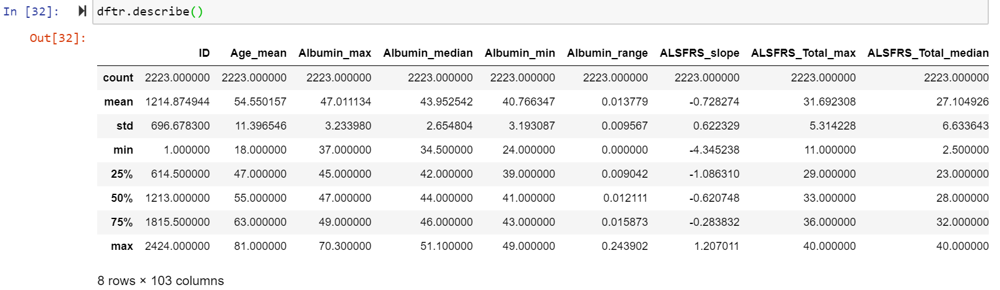 In [32]: dftr.describe()
Out[32]:
ID Age_mean Albumin_max Albumin_median Albumin_min Albumin_range ALSFRS_slope ALSFRS_Total_max ALSFRS_Total_median
count 2223.000000 2223.000000 2223.000000 2223.000000 2223.000000 2223.000000 2223.000000 2223.000000 2223.000000
mean 1214.874944 54.550157 47.011134 43.952542 40.766347 0.013779 -0.728274 31.692308 27.104926
std 696.678300 11.396546 3.233980 2.654804 3.193087 0.009567 0.622329 5.314228 6.633643
min 1.000000 18.000000 37.000000 34.500000 24.000000 0.000000 -4.345238 11.000000 2.500000
25% 614.500000 47.000000 45.000000 42.000000 39.000000 0.009042 -1.086310 29.000000 23.000000
50% 1213.000000 55.000000 47.000000 44.000000 41.000000 0.012111 -0.620748 33.000000 28.000000
75% 1815.500000 63.000000 49.000000 46.000000 43.000000 0.015873 -0.283832 36.000000 32.000000
max 2424.000000 81.000000 70.300000 51.100000 49.000000 0.243902 1.207011 40.000000 40.000000
8 rows × 103 columns